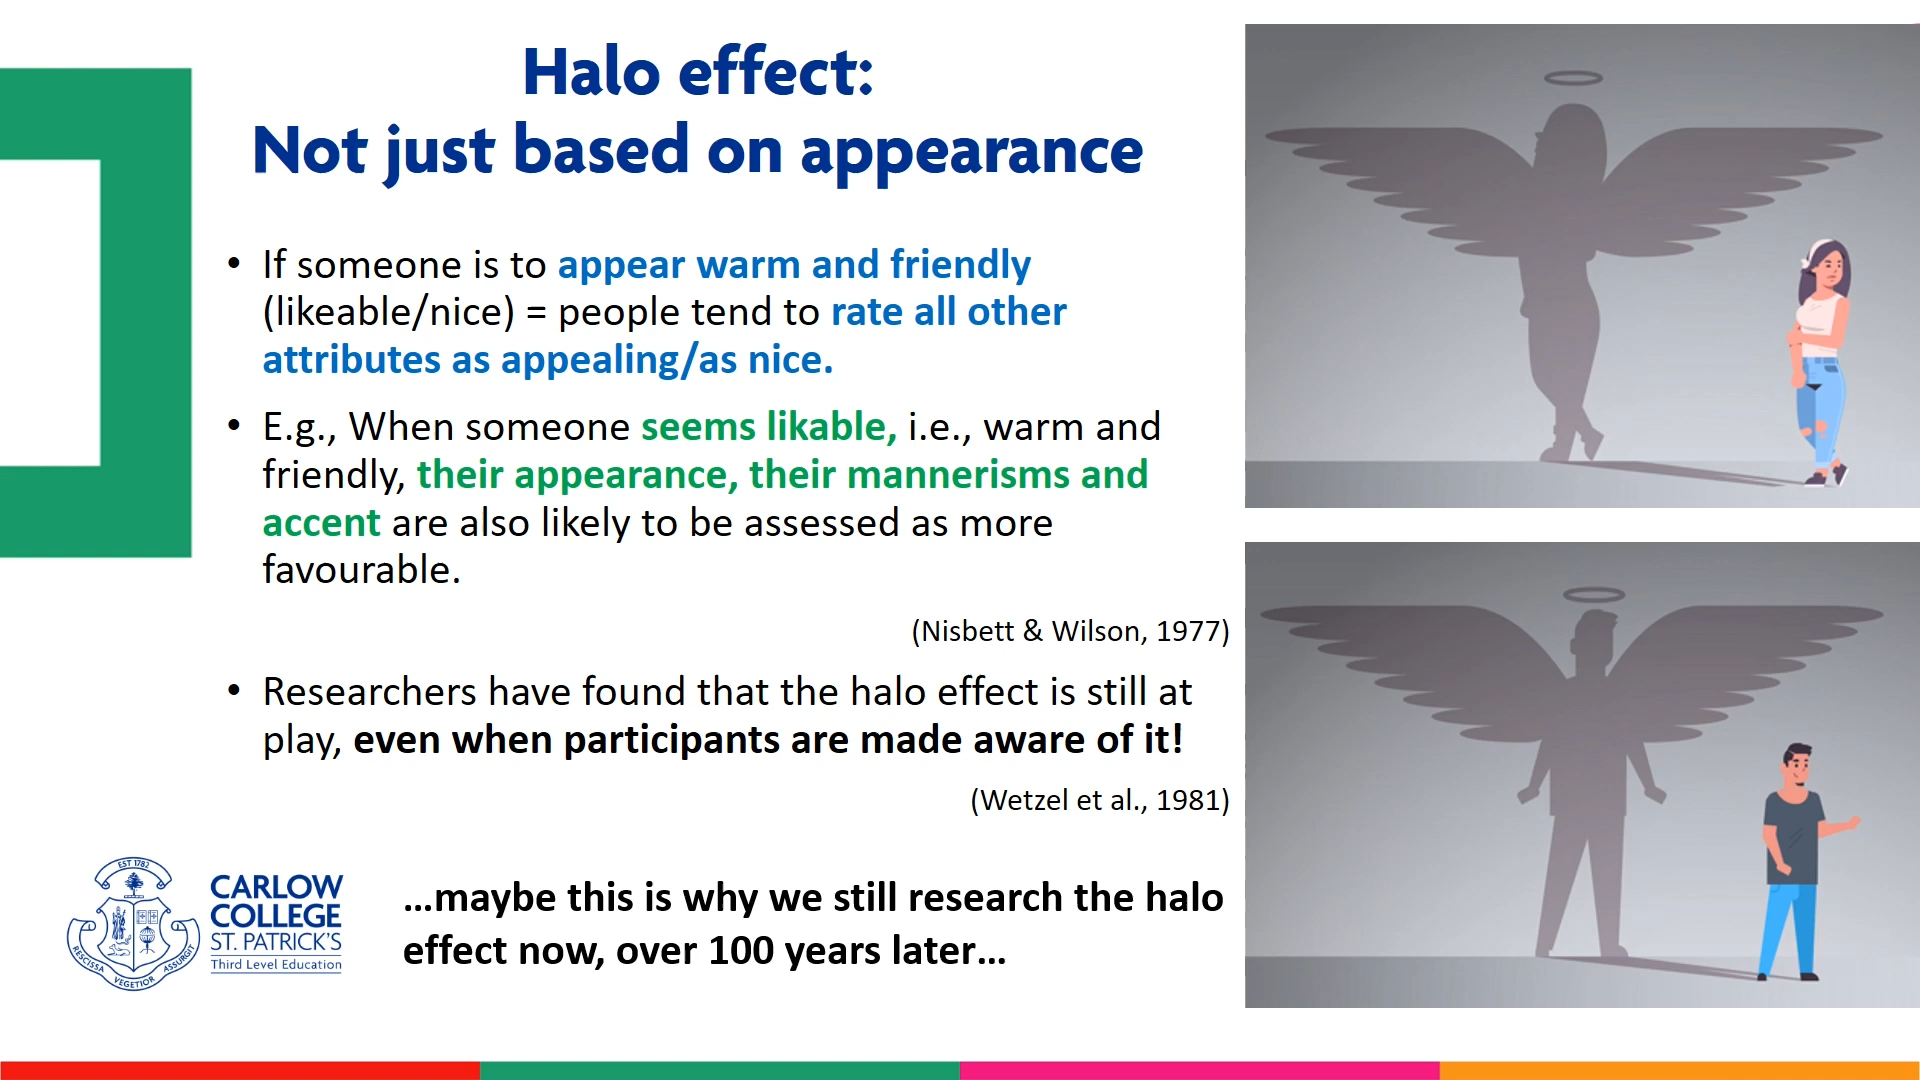 Halo effect:
Not just based on appearance
• If someone is to appear warm and friendly
(likeable/nice) = people tend to rate all other
attributes as appealing/as nice.
• E.g., When someone seems likable, i.e., warm and
friendly, their appearance, their mannerisms and
accent are also likely to be assessed as more
favourable.
(Nisbett & Wilson, 1977)
• Researchers have found that the halo effect is still at
play, even when participants are made aware of it!
(Wetzel et al., 1981)
…maybe this is why we still research the halo
effect now, over 100 years later…
EST 1782
RESCISSA VEGETIOR ASSURGIT
CARLOW
COLLEGE
ST. PATRICK'S
Third Level Education